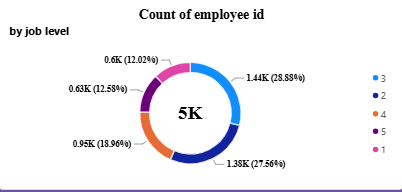 Count of employee id
by job level
0.6K (12.02%)
1.44K (28.88%)
0.63K (12.58%)
5K
0.95K (18.96%)
1.38K (27.56%)
3
2
4
5
1